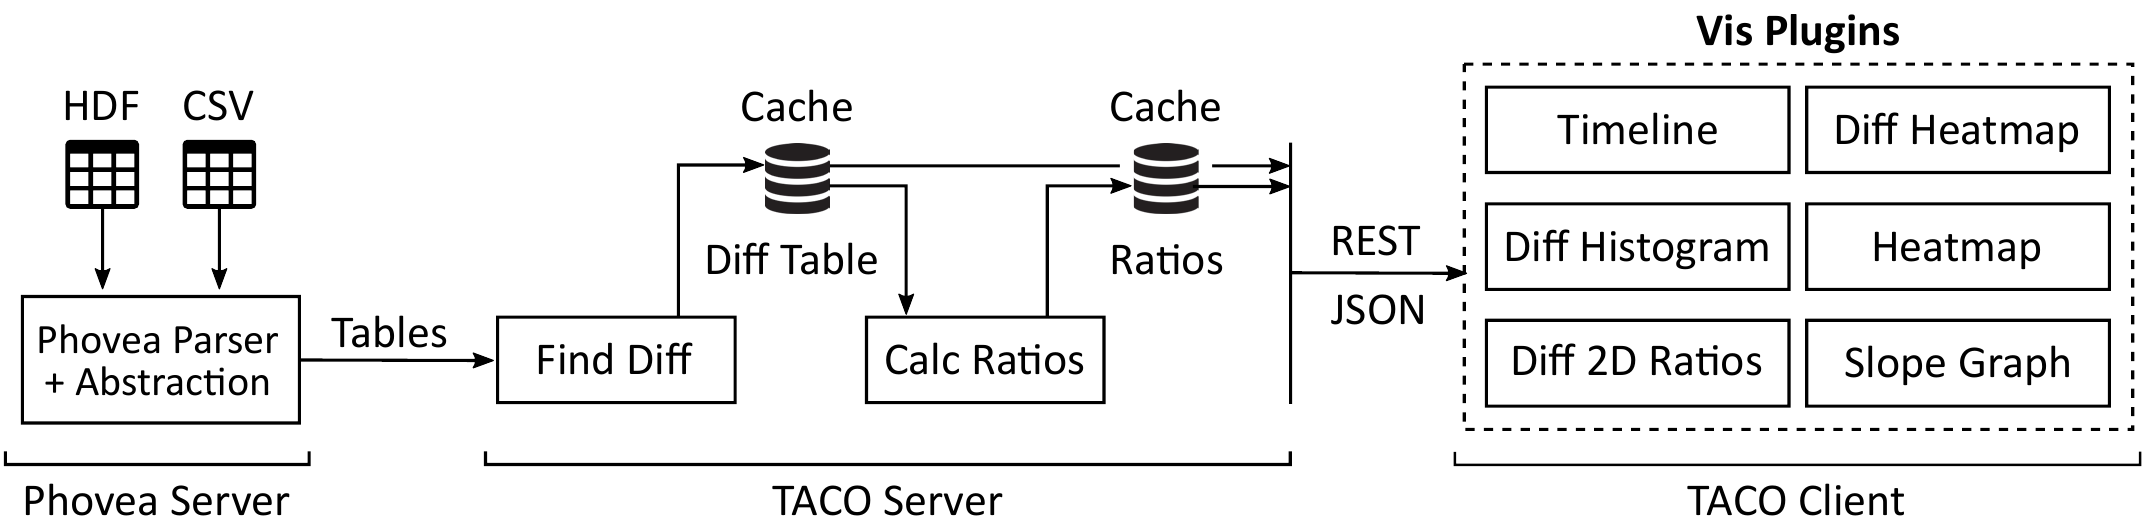 Vis Plugins
HDF
CSV
Cache
Cache
Timeline
Diff Heatmap
Diff Table
Ratios
REST
JSON
Diff Histogram
Heatmap
Phovea Parser
+ Abstraction
Tables
Find Diff
Calc Ratios
Diff 2D Ratios
Slope Graph
Phovea Server
TACO Server
TACO Client